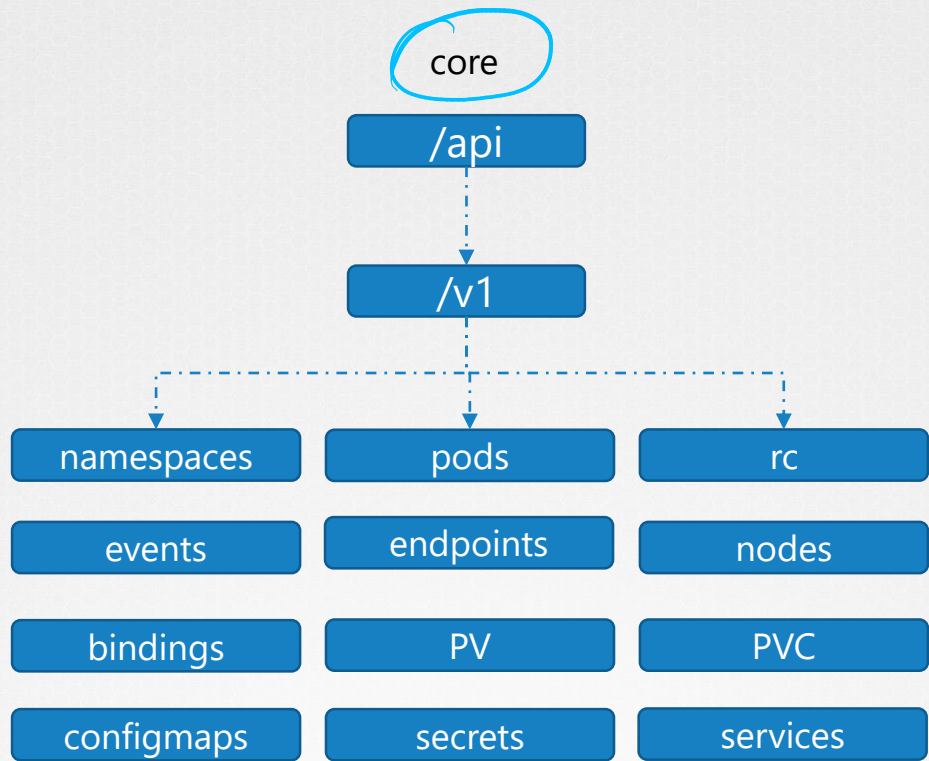 core
/api
/v1
namespaces
pods
rc
events
endpoints
nodes
bindings
PV
PVC
configmaps
secrets
services